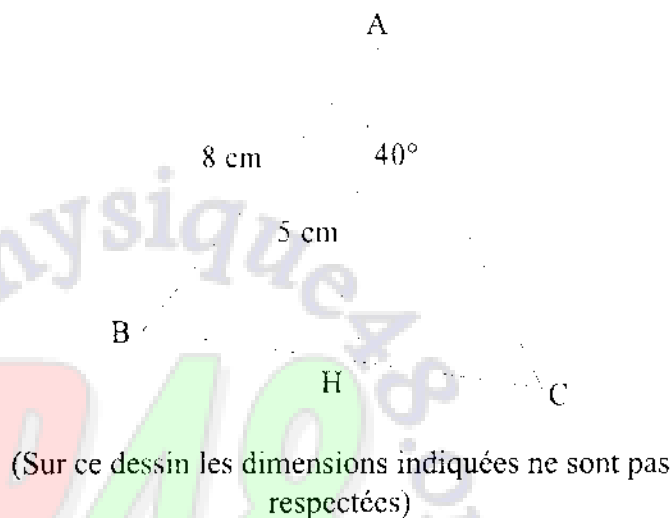 A
8 cm 40°
5 cm
B
H
C
(Sur ce dessin les dimensions indiquées ne sont pas
respectées)